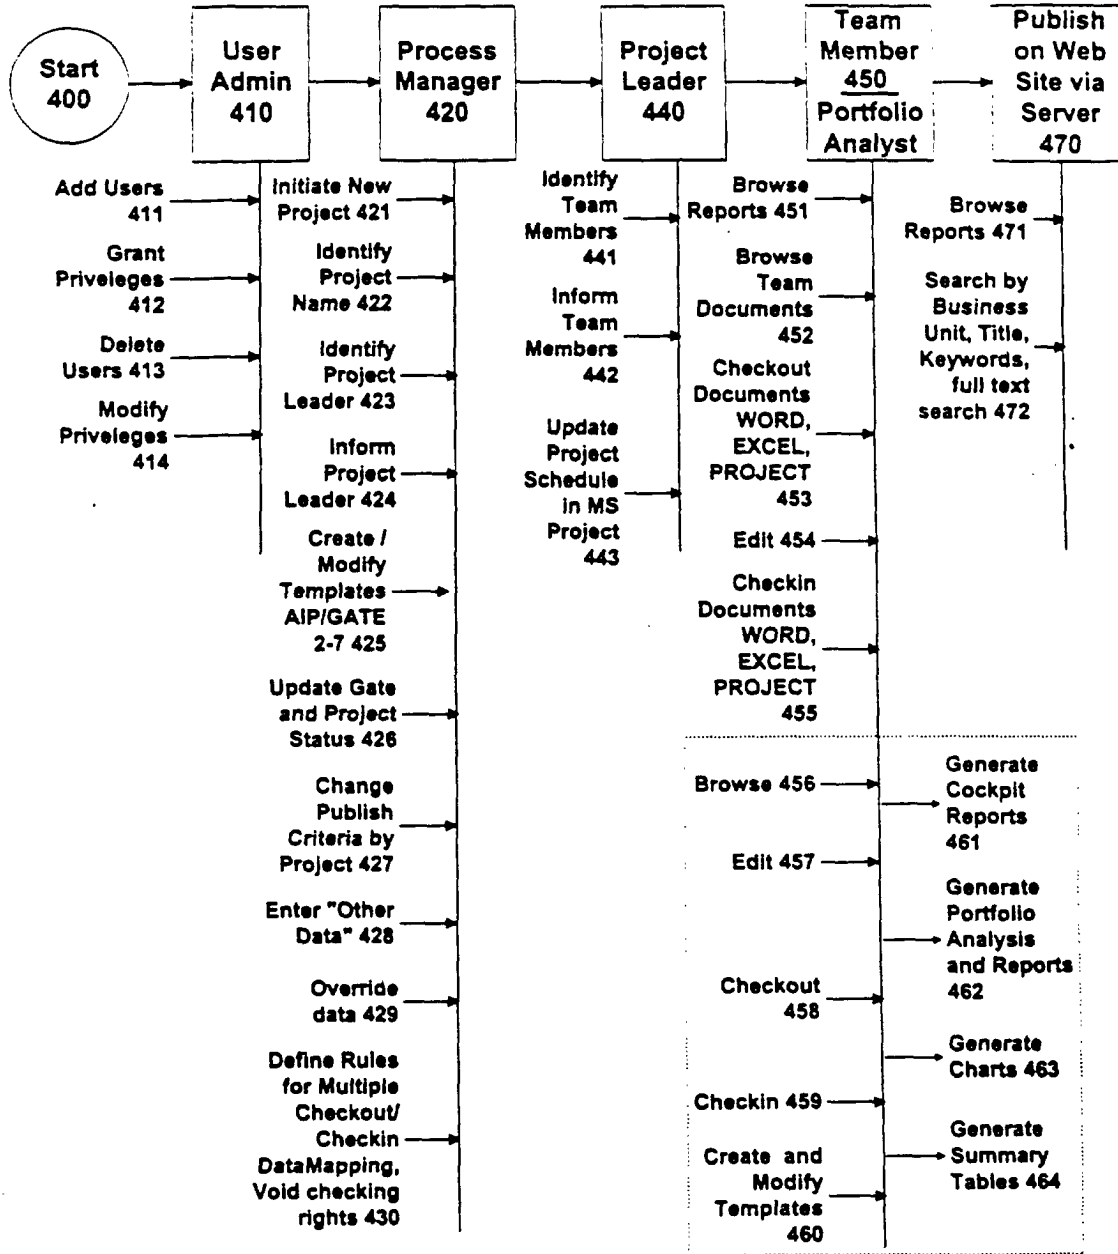 Start
400
User
Admin
410
Process
Manager
420
Project
Leader
440
Team
Member
450
Portfolio
Analyst
Publish
on Web
Site via
Server
470
Add Users
411
Grant
Priveleges
412
Delete
Users 413
Modify
Priveleges
414
Initiate New
Project 421
Identify
Project
Name 422
Identify
Project
Leader 423
Inform
Project
Leader 424
Create /
Modify
Templates
AIP/GATE
2-7 425
Update Gate
and Project
Status 426
Change
Publish
Criteria by
Project 427
Enter "Other
Data" 428
Override
data 429
Define Rules
for Multiple
Checkout/
Checkin
DataMapping,
Void checking
rights 430
Identify
Team
Members
441
Inform
Team
Members
442
Update
Project
Schedule
in MS
Project
443
Browse
Reports 451
Browse
Team
Documents
452
Checkout
Documents
WORD,
EXCEL,
PROJECT
453
Edit 454
Checkin
Documents
WORD,
EXCEL,
PROJECT
455
Browse 456
Edit 457
Checkout
458
Checkin 459
Create and
Modify
Templates
460
Generate
Cockpit
Reports
461
Generate
Portfolio
Analysis
and Reports
462
Generate
Charts 463
Generate
Summary
Tables 464
Browse
Reports 471
Search by
Business
Unit, Title,
Keywords,
full text
search 472